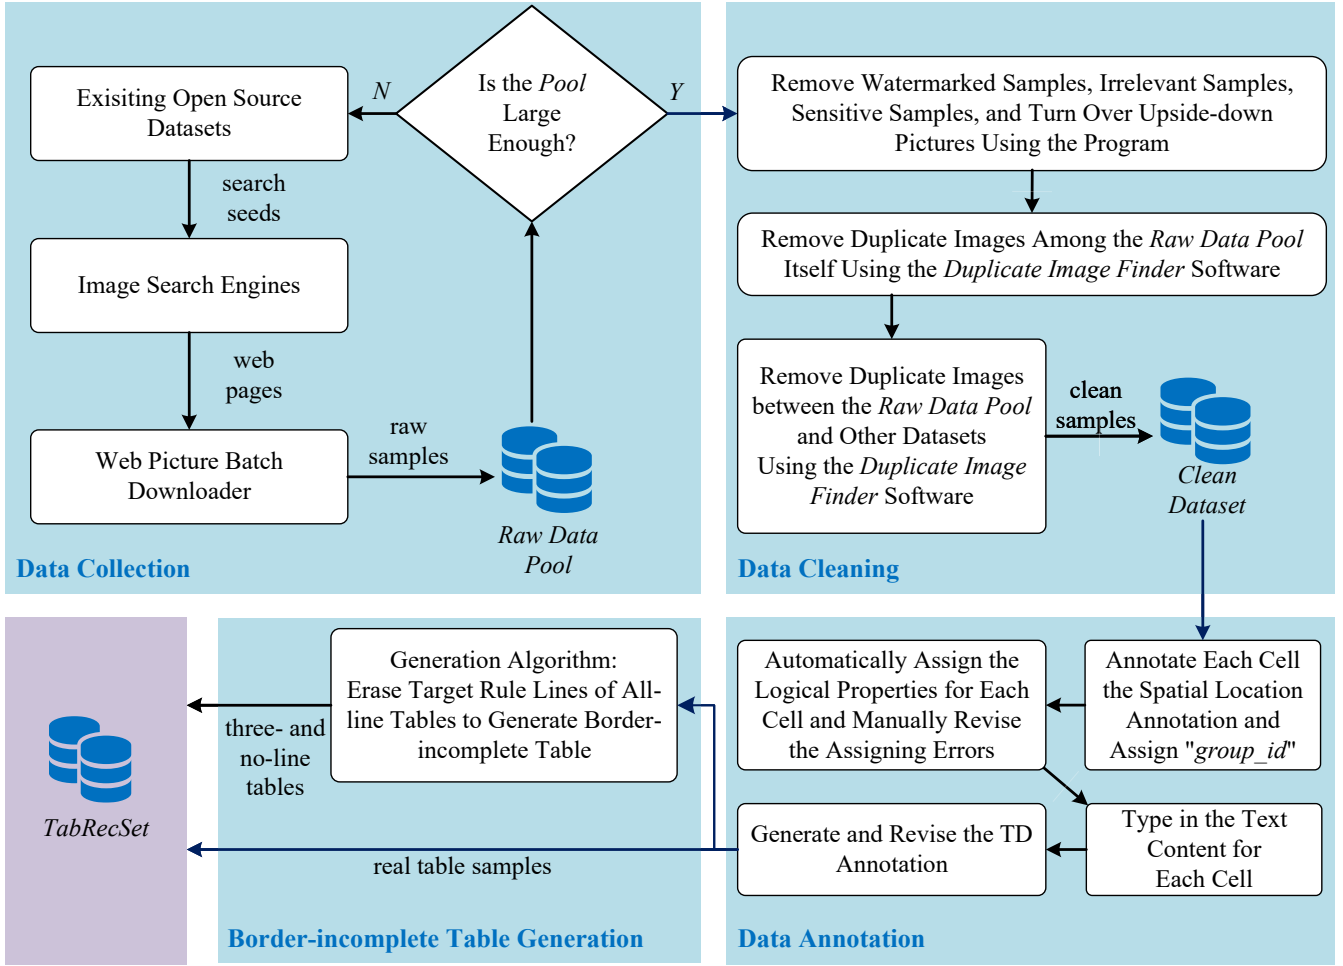 Exisiting Open Source
Datasets
search
seeds
Image Search Engines
web
pages
Web Picture Batch
Downloader
raw
samples
Raw Data
Pool
Is the Pool
Large
Enough?
N
Y
Data Collection
Remove Watermarked Samples, Irrelevant Samples,
Sensitive Samples, and Turn Over Upside-down
Pictures Using the Program
Remove Duplicate Images Among the Raw Data Pool
Itself Using the Duplicate Image Finder Software
Remove Duplicate Images
between the Raw Data Pool
and Other Datasets
Using the Duplicate Image
Finder Software
clean
samples
Clean
Dataset
Data Cleaning
Annotate Each Cell
the Spatial Location
Annotation and
Assign "group_id"
Automatically Assign the
Logical Properties for Each
Cell and Manually Revise
the Assigning Errors
Type in the Text
Content for
Each Cell
Generate and Revise the TD
Annotation
Data Annotation
Generation Algorithm:
Erase Target Rule Lines of All-
line Tables to Generate Border-
incomplete Table
three- and
no-line
tables
real table samples
Border-incomplete Table Generation
TabRecSet